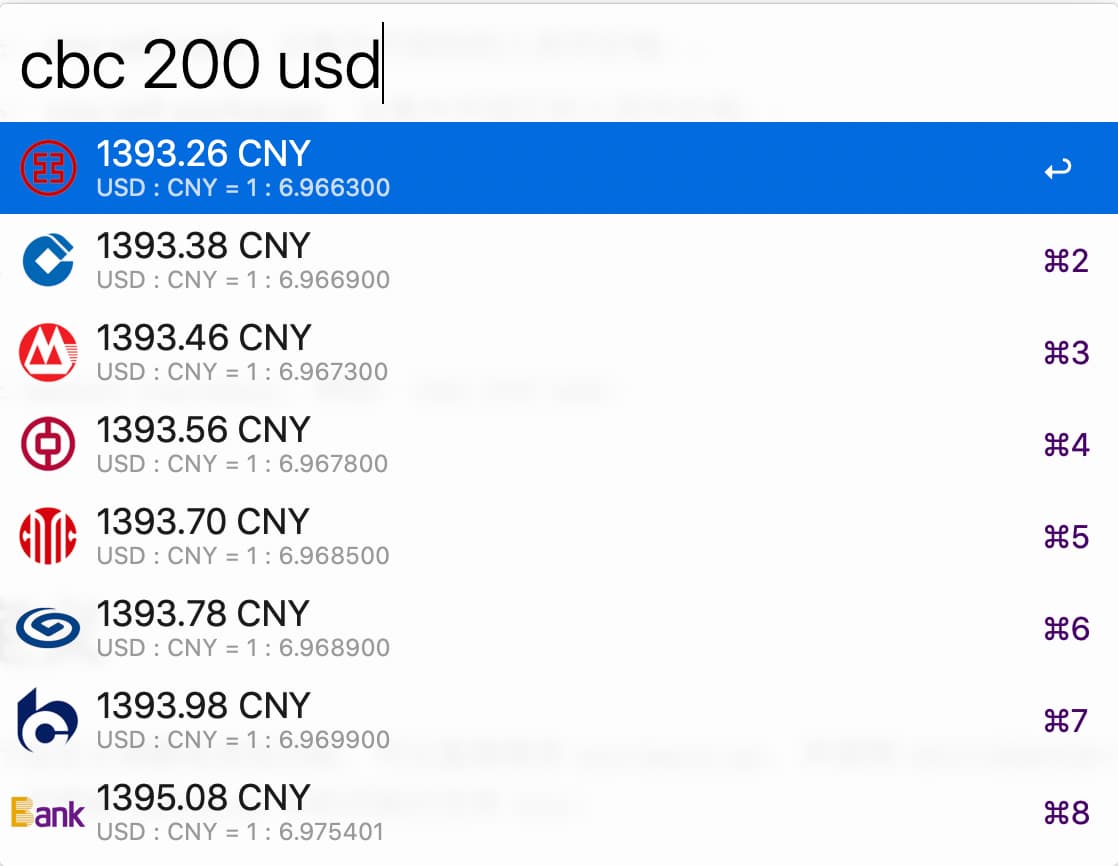 cbc 200 usd
1393.26 CNY
USD : CNY = 1 : 6.966300
1393.38 CNY
USD : CNY = 1 : 6.966900
⌘2
1393.46 CNY
USD : CNY = 1 : 6.967300
⌘3
1393.56 CNY
USD : CNY = 1 : 6.967800
⌘4
1393.70 CNY
USD : CNY = 1 : 6.968500
⌘5
1393.78 CNY
USD : CNY = 1 : 6.968900
⌘6
1393.98 CNY
USD : CNY = 1 : 6.969900
⌘7
Bank
1395.08 CNY
USD : CNY = 1 : 6.975401
⌘8